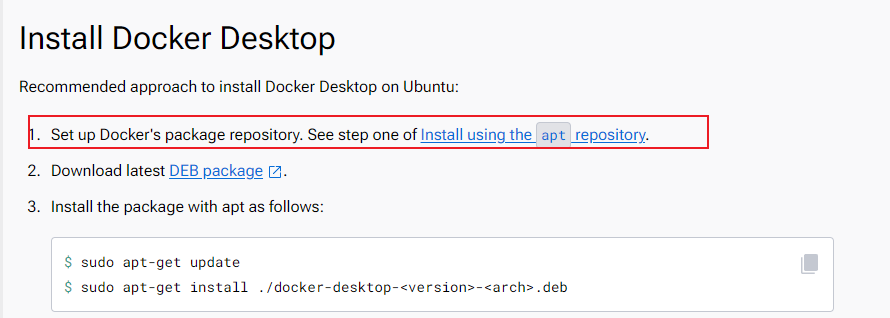 Install Docker Desktop
Recommended approach to install Docker Desktop on Ubuntu:
1. Set up Docker's package repository. See step one of Install using the apt repository.
2. Download latest DEB package.
3. Install the package with apt as follows:
$ sudo apt-get update
$ sudo apt-get install ./docker-desktop-<version>-<arch>.deb